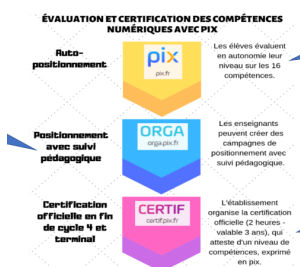 ÉVALUATION ET CERTIFICATION DES COMPÉTENCES
NUMÉRIQUES AVEC PIX
Auto-
positionnement
pix
pix.fr
Les élèves évaluent
en autonomie leur
niveau sur les 16
compétences.
Positionnement
avec suivi
pédagogique
ORGA
orga.pix.fr
Les enseignants
peuvent créer des
campagnes de
positionnement avec
suivi pédagogique.
Certification
officielle en fin
de cycle 4 et
terminal
CERTIF
certif.pix.fr
L'établissement
organise la certification
officielle (2 heures -
valable 3 ans), qui
atteste d'un niveau de
compétences, exprimé
en pix.